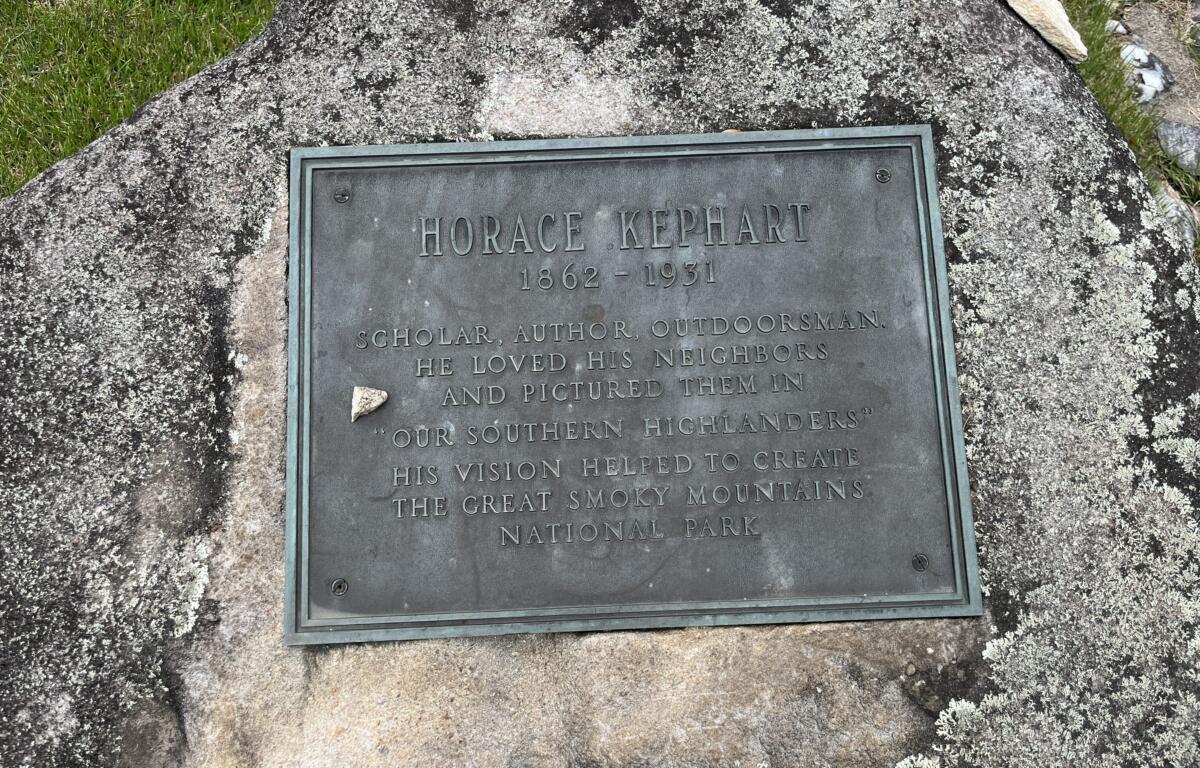 HORACE KEPHART
1862 - 1931
SCHOLAR, AUTHOR, OUTDOORSMAN.
HE LOVED HIS NEIGHBORS
AND PICTURED THEM IN
"OUR SOUTHERN HIGHLANDERS"
HIS VISION HELPED TO CREATE
THE GREAT SMOKY MOUNTAINS
NATIONAL PARK